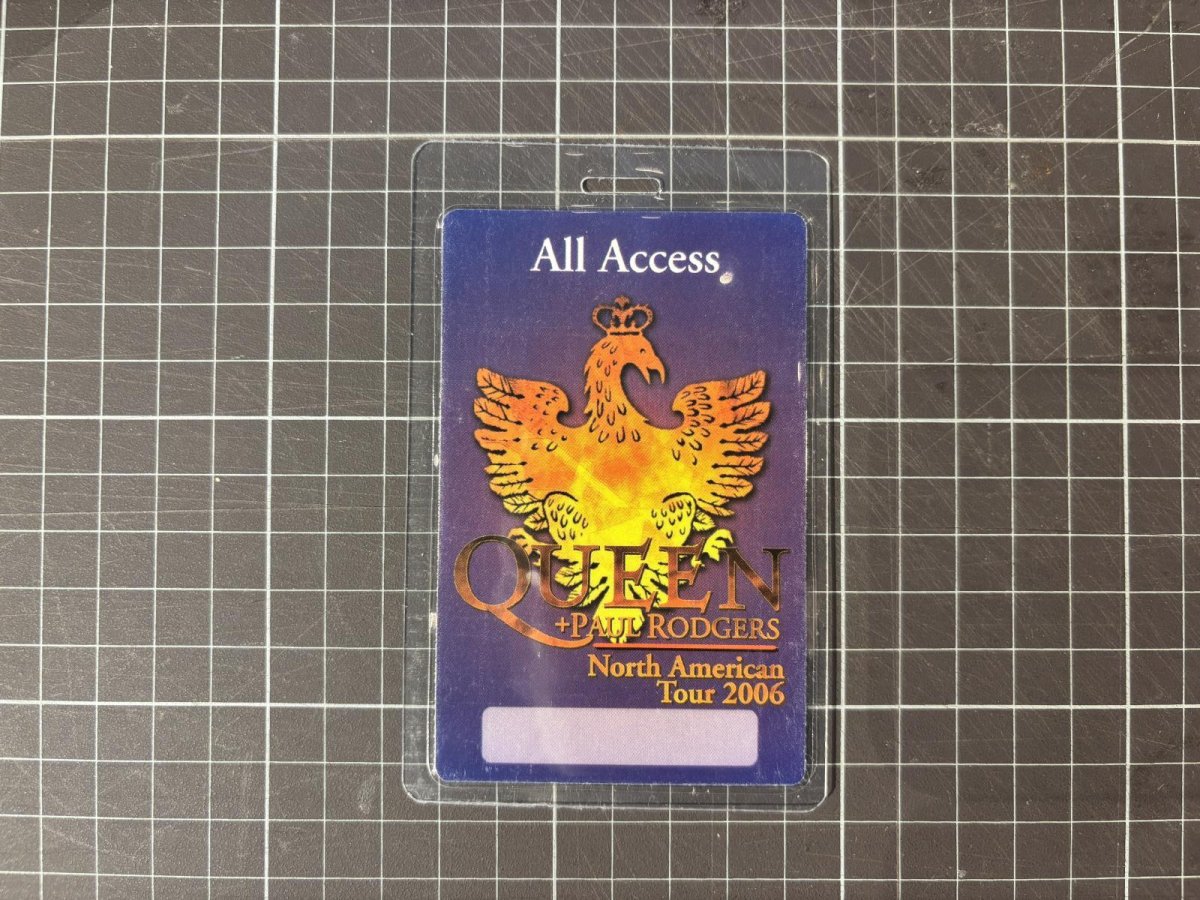 All Access
QUEEN
+PAUL RODGERS
North American
Tour 2006